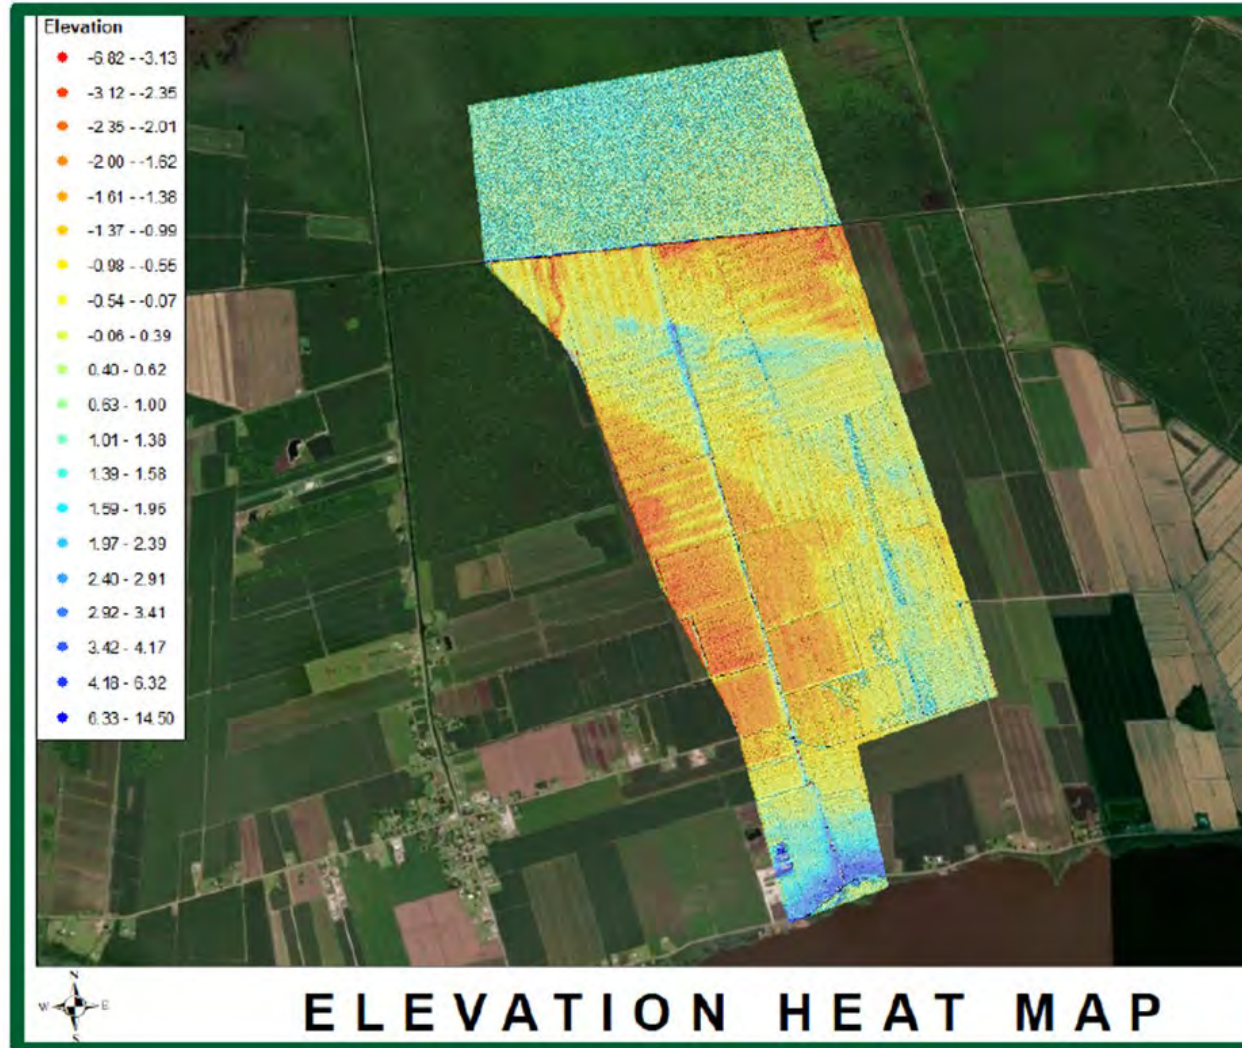 Elevation
-6.82 - -3.13
-3.12 - -2.35
-2.35 - -2.01
-2.00 - -1.62
-1.61 - -1.38
-1.37 - -0.99
-0.98 - -0.55
-0.54 - -0.07
-0.06 - 0.39
0.40 - 0.62
0.63 - 1.00
1.01 - 1.38
1.39 - 1.58
1.59 - 1.96
1.97 - 2.39
2.40 - 2.91
2.92 - 3.41
3.42 - 4.17
4.18 - 6.32
6.33 - 14.50
N
W E
S
ELEVATION HEAT MAP